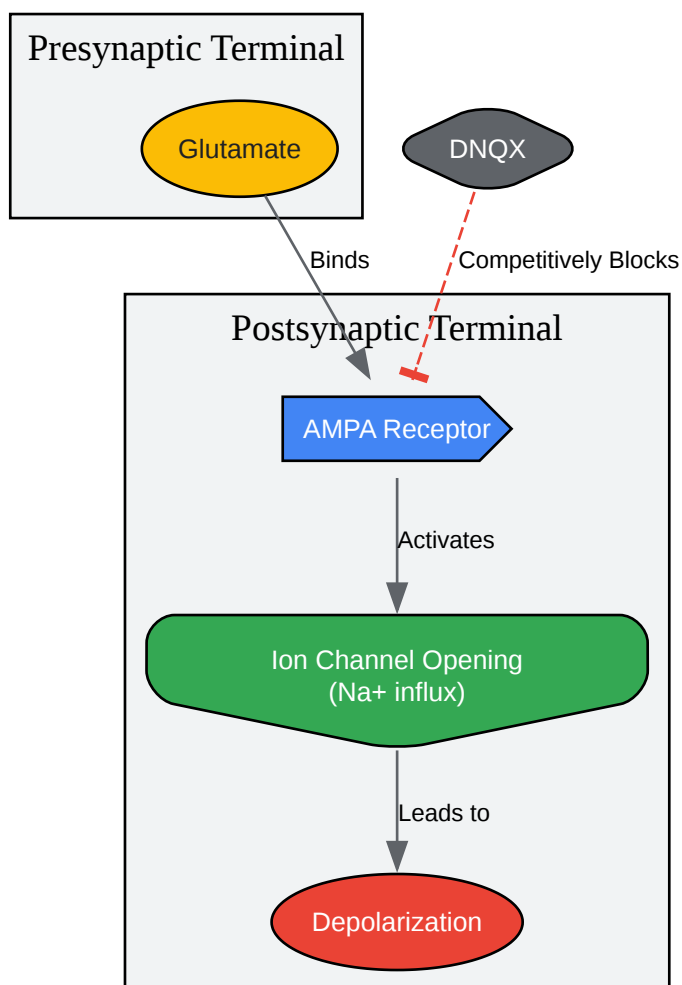 Presynaptic Terminal
Glutamate
DNQX
Binds
Competitively Blocks
Postsynaptic Terminal
AMPA Receptor
Activates
Ion Channel Opening
(Na+ influx)
Leads to
Depolarization